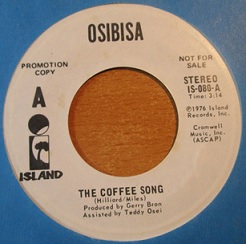 OSIBISA
PROMOTION
COPY
NOT FOR
SALE
A
STEREO
IS-080-A
Time: 3:14
ISLAND
℗1976 Island
Records, Inc.
Cromwell
Music, Inc.
(ASCAP)
THE COFFEE SONG
(Hilliard/Miles)
Produced by Gerry Bron
Assisted by Teddy Osei